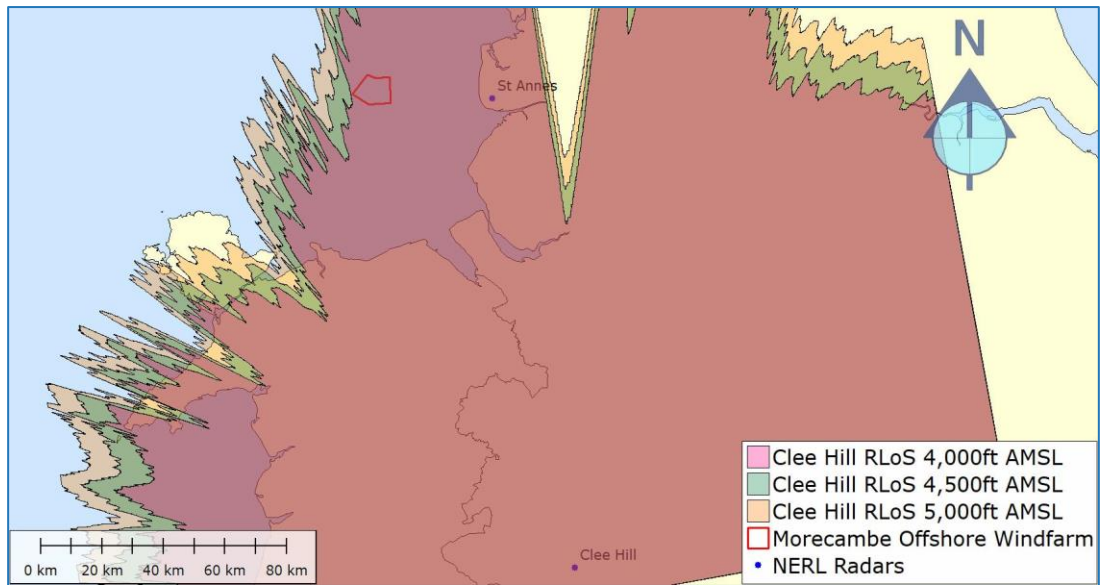 N
St Annes
Clee Hill
Clee Hill RLoS 4,000ft AMSL
Clee Hill RLoS 4,500ft AMSL
Clee Hill RLoS 5,000ft AMSL
Morecambe Offshore Windfarm
NERL Radars
0 km 20 km 40 km 60 km 80 km